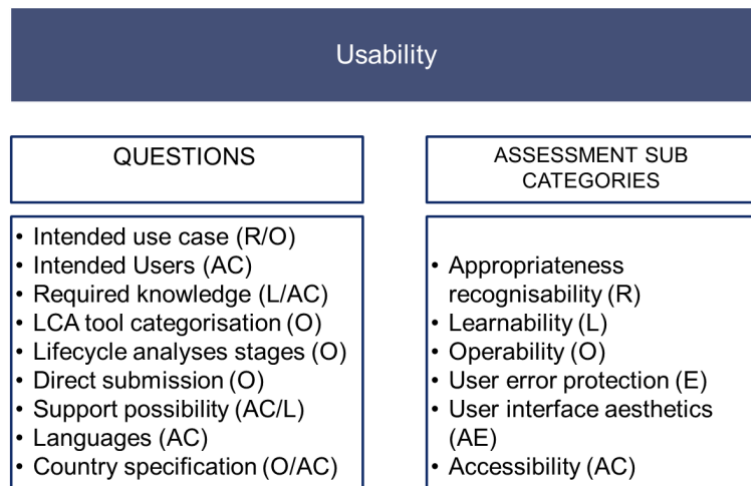 Usability
QUESTIONS
• Intended use case (R/O)
• Intended Users (AC)
• Required knowledge (L/AC)
• LCA tool categorisation (O)
• Lifecycle analyses stages (O)
• Direct submission (O)
• Support possibility (AC/L)
• Languages (AC)
• Country specification (O/AC)
ASSESSMENT SUB
CATEGORIES
• Appropriateness
recognisability (R)
• Learnability (L)
• Operability (O)
• User error protection (E)
• User interface aesthetics
(AE)
• Accessibility (AC)